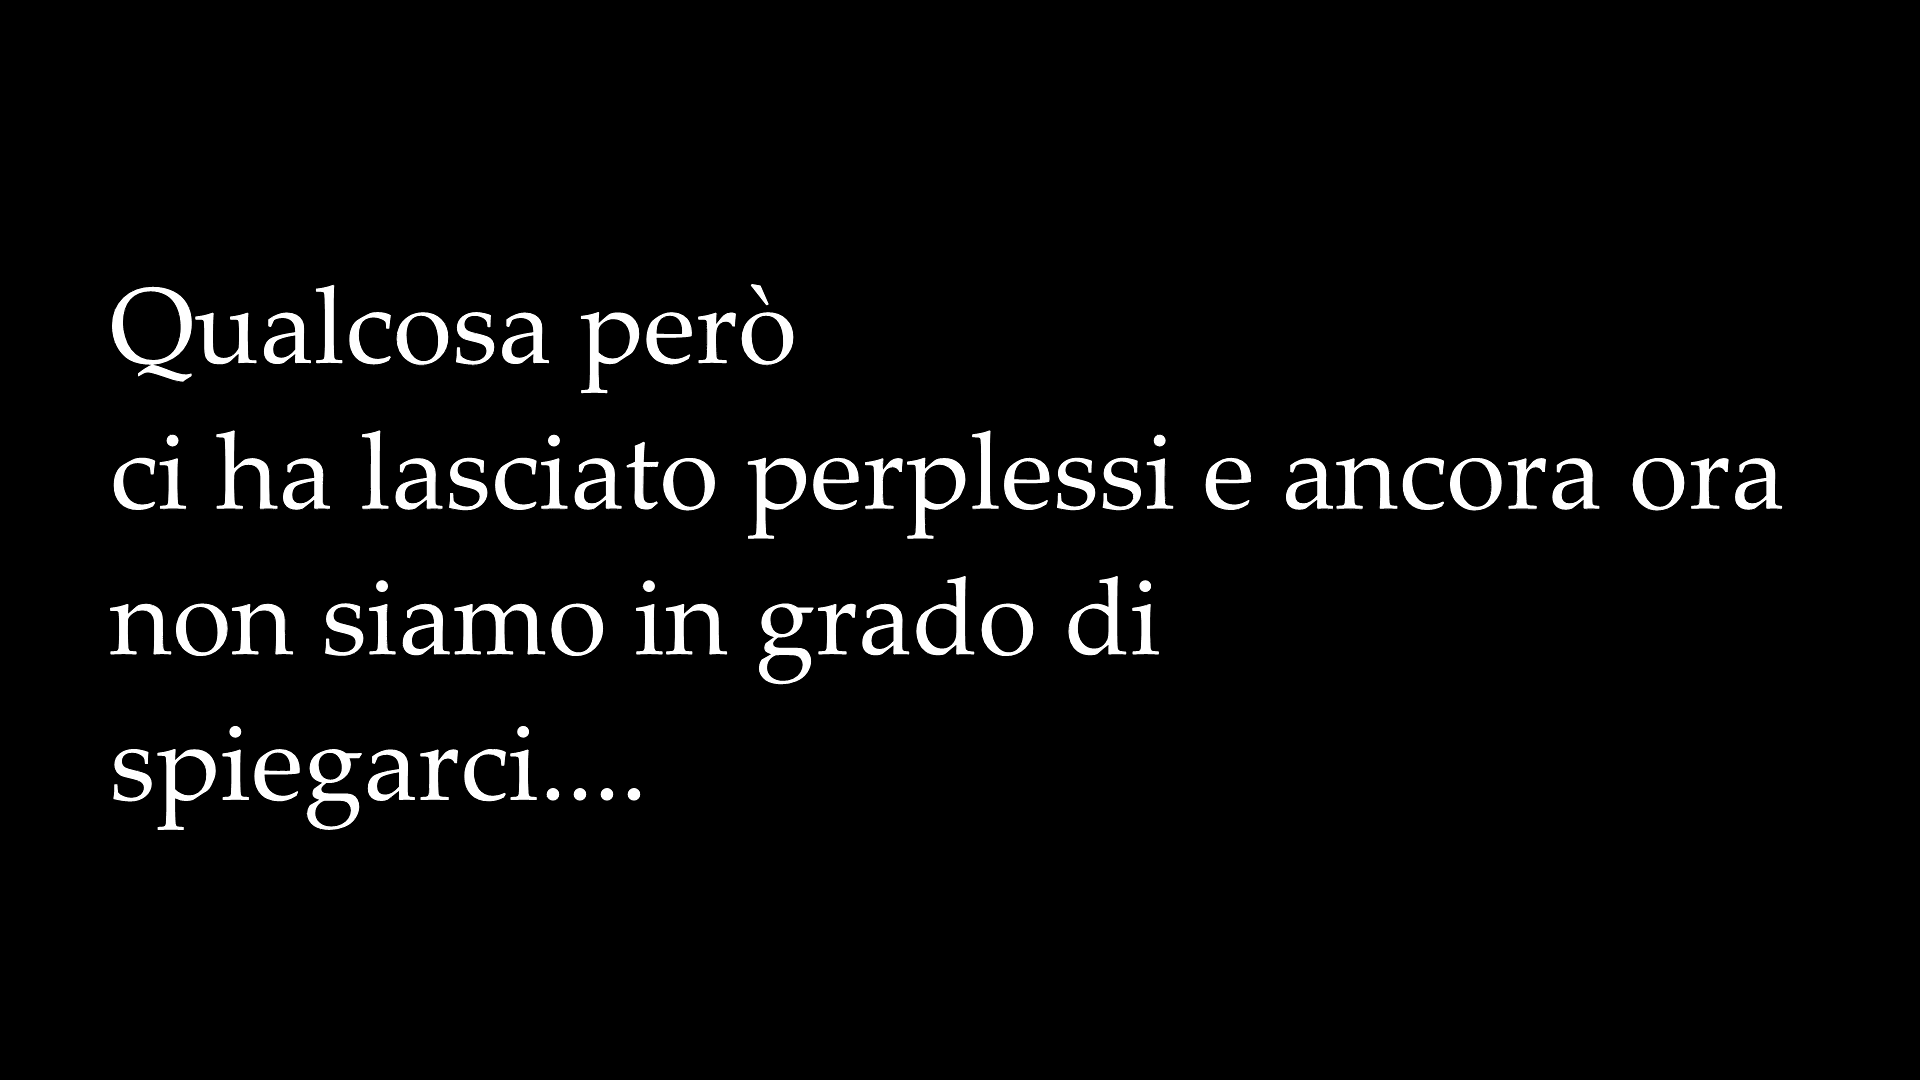 Qualcosa però
ci ha lasciato perplessi e ancora ora
non siamo in grado di
spiegarci....